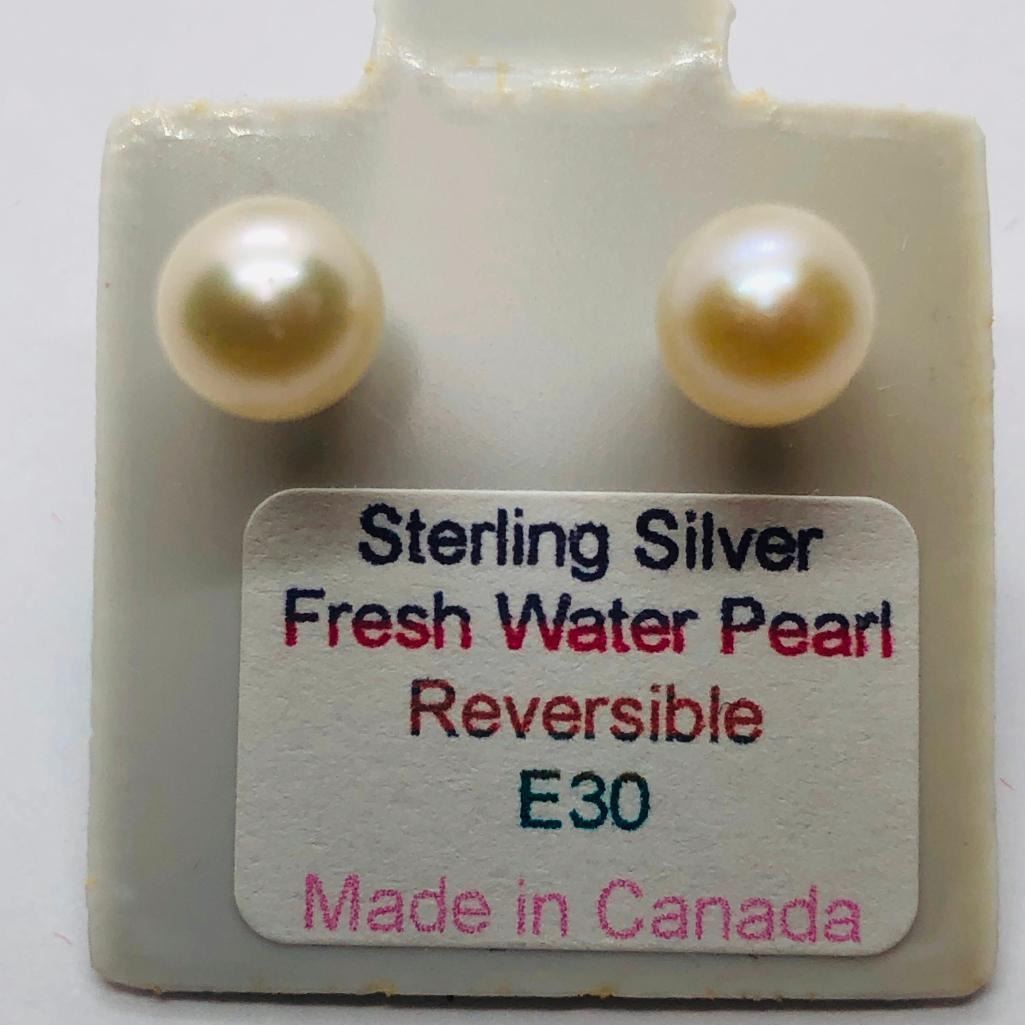 Sterling Silver
Fresh Water Pearl
Reversible
E30
Made in Canada